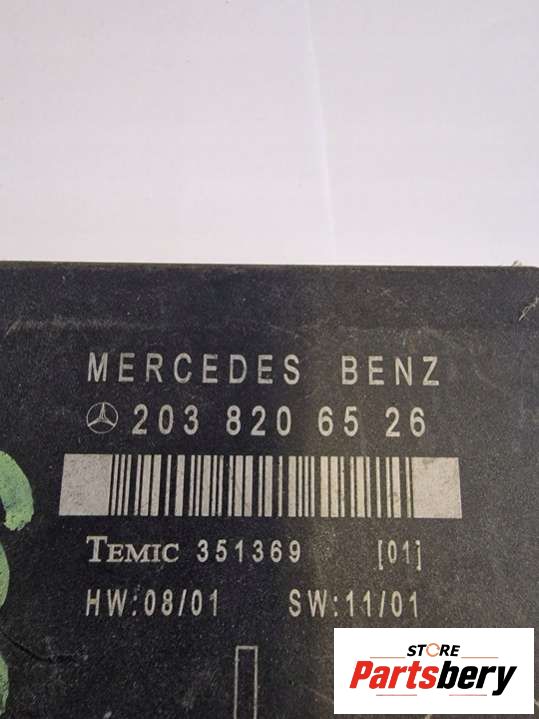 MERCEDES BENZ
203 820 65 26
TEMIC 351369 [01]
HW:08/01 SW:11/01
STORE
Partsbery